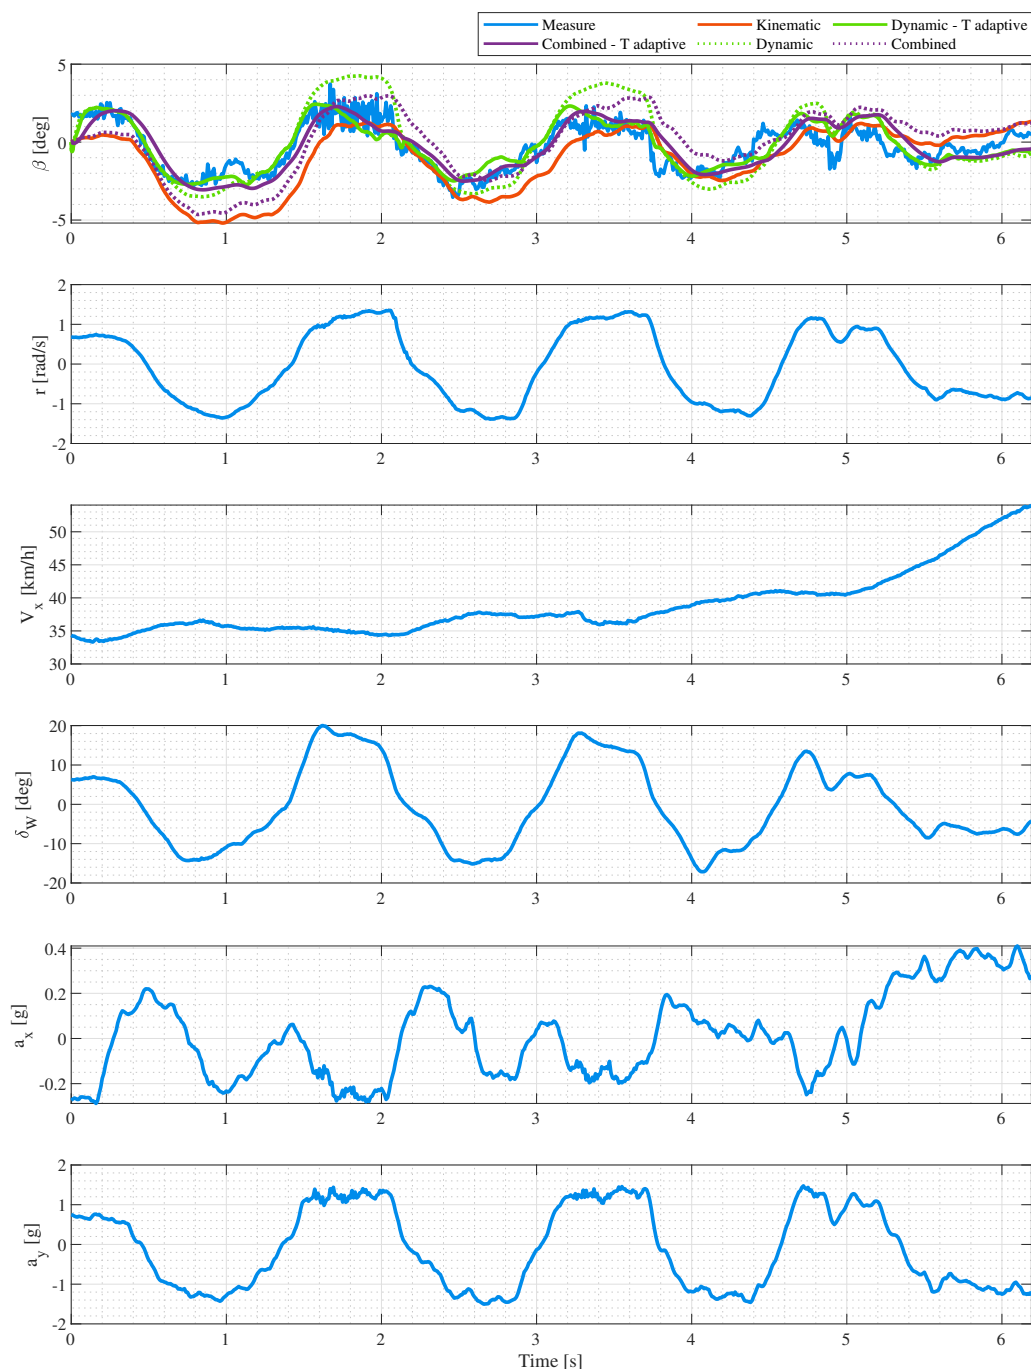 Measure Kinematic Dynamic - T adaptive
Combined - T adaptive Dynamic Combined
5
0
-5
β [deg]
0 1 2 3 4 5 6
2
1
0
-1
-2
r [rad/s]
0 1 2 3 4 5 6
50
45
40
35
30
V_x [km/h]
0 1 2 3 4 5 6
20
10
0
-10
-20
δ_W [deg]
0 1 2 3 4 5 6
0.4
0.2
0
-0.2
a_x [g]
0 1 2 3 4 5 6
2
1
0
-1
-2
a_y [g]
0 1 2 3 4 5 6
Time [s]